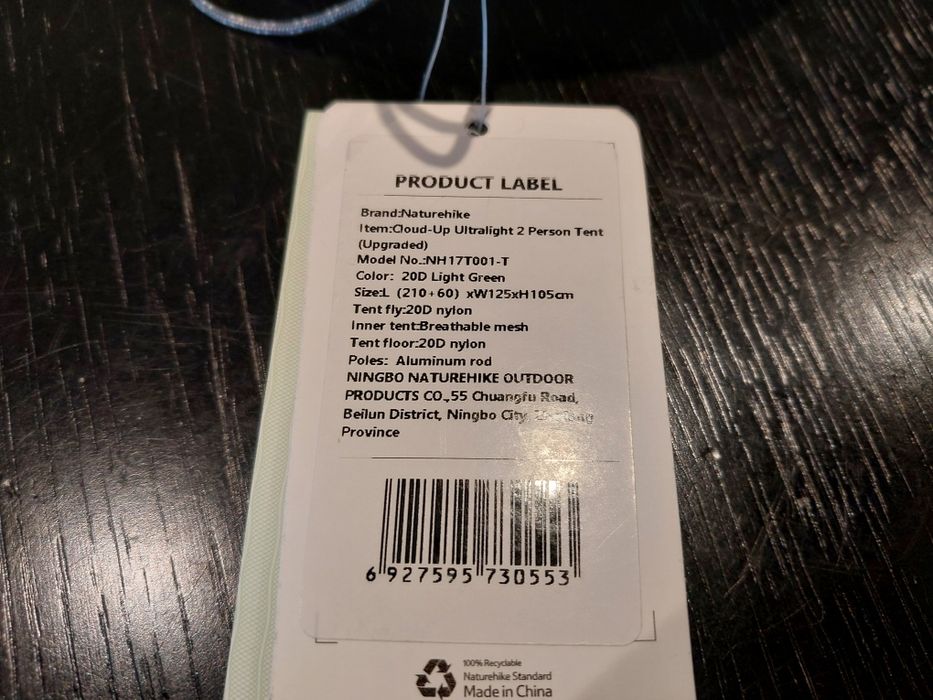 PRODUCT LABEL
Brand:Naturehike
Item:Cloud-Up Ultralight 2 Person Tent
(Upgraded)
Model No.:NH17T001-T
Color: 20D Light Green
Size:L（210+60）xW125xH105cm
Tent fly:20D nylon
Inner tent:Breathable mesh
Tent floor:20D nylon
Poles: Aluminum rod
NINGBO NATUREHIKE OUTDOOR
PRODUCTS CO.,55 Chuangfu Road,
Beilun District, Ningbo City,
Province
6 927595 730553
100% Recyclable
Naturehike Standard
Made in China